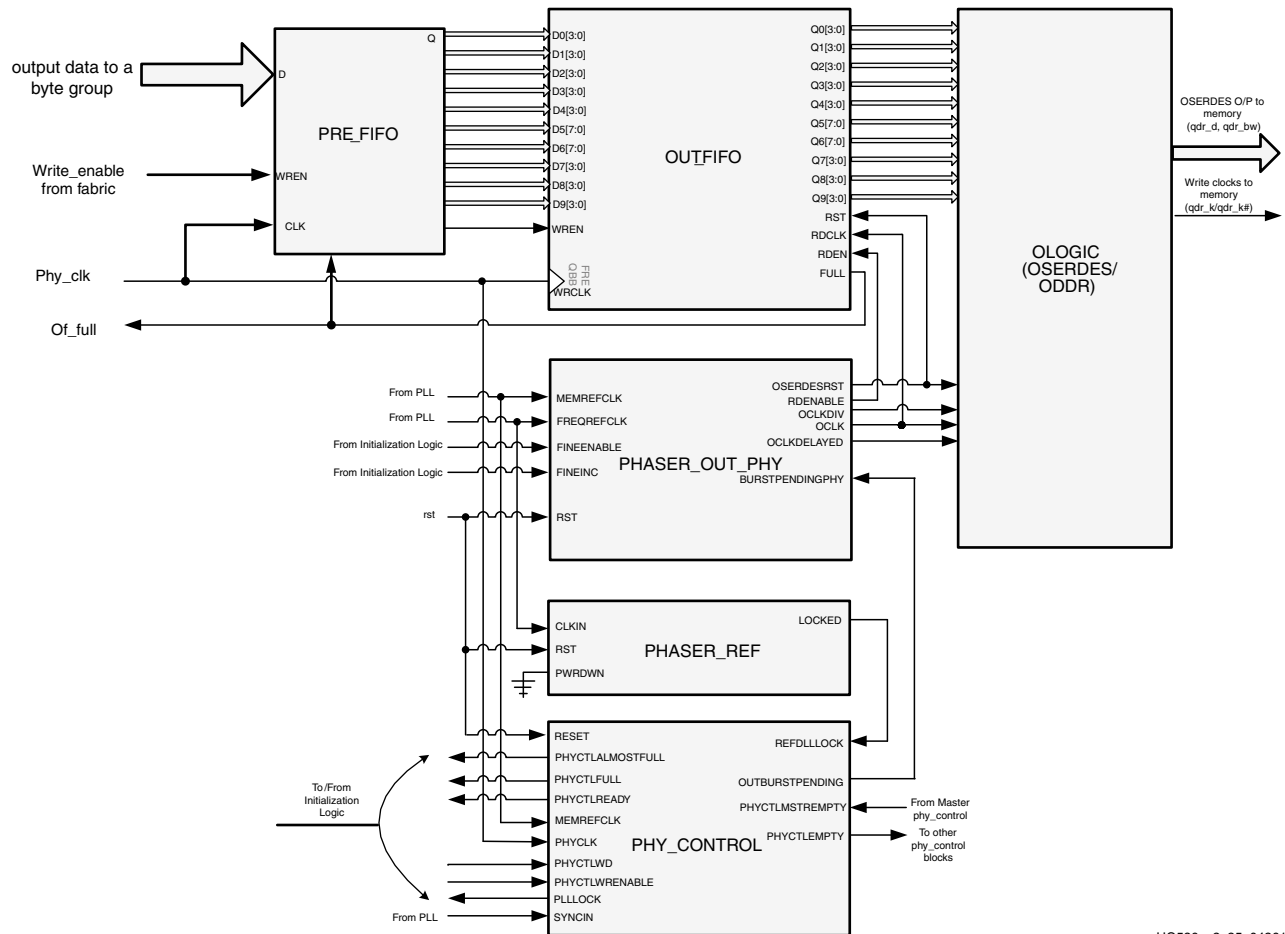 output data to a
byte group
Write_enable
from fabric
Phy_clk
Of_full
Q
D
PRE_FIFO
WREN
CLK
D0[3:0]
D1[3:0]
D2[3:0]
D3[3:0]
D4[3:0]
D5[7:0]
D6[7:0]
D7[3:0]
D8[3:0]
D9[3:0]
WREN
FRE
QBB
WRCLK
OUT_FIFO
Q0[3:0]
Q1[3:0]
Q2[3:0]
Q3[3:0]
Q4[3:0]
Q5[7:0]
Q6[7:0]
Q7[3:0]
Q8[3:0]
Q9[3:0]
RST
RDCLK
RDEN
FULL
OLOGIC
(OSERDES/
ODDR)
OSERDES O/P to
memory
(qdr_d, qdr_bw)
Write clocks to
memory
(qdr_k/qdr_k#)
From PLL
From PLL
From Initialization Logic
From Initialization Logic
rst
MEMREFCLK
FREQREFCLK
FINEENABLE
FINEINC
RST
PHASER_OUT_PHY
OSERDESRST
RDENABLE
OCLKDIV
OCLK
OCLKDELAYED
BURSTPENDINGPHY
CLKIN
RST
PWRDWN
PHASER_REF
LOCKED
To/From
Initialization
Logic
From PLL
RESET
PHYCTLALMOSTFULL
PHYCTLFULL
PHYCTLREADY
MEMREFCLK
PHYCLK
PHYCTLWD
PHYCTLWRENABLE
PLLLOCK
SYNCIN
PHY_CONTROL
REFDLLLOCK
OUTBURSTPENDING
PHYCTLMSTREMPTY
PHYCTLEMPTY
From Master
phy_control
To other
phy_control
blocks